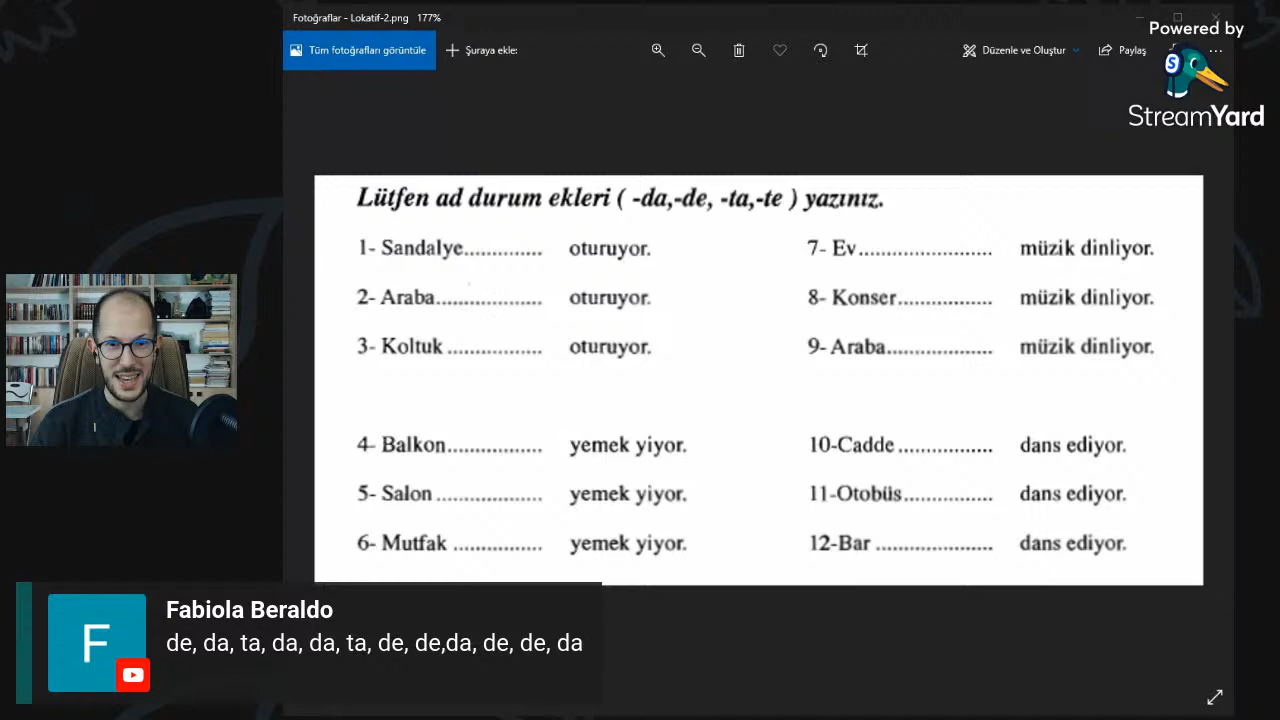 Fotoğraflar - Lokatif-2.png 177%
Tüm fotoğrafları görüntüle
Şuraya ekle:
Düzenle ve Oluştur
Paylaş
Powered by
S
StreamYard
Lütfen ad durum ekleri ( -da,-de, -ta,-te ) yazınız.
1- Sandalye.............. oturuyor.
2- Araba................... oturuyor.
3- Koltuk ................. oturuyor.
4- Balkon................. yemek yiyor.
5- Salon ................... yemek yiyor.
6- Mutfak ................ yemek yiyor.
7- Ev........................ müzik dinliyor.
8- Konser................. müzik dinliyor.
9- Araba................... müzik dinliyor.
10-Cadde ................. dans ediyor.
11-Otobüs................ dans ediyor.
12-Bar ..................... dans ediyor.
F
Fabiola Beraldo
de, da, ta, da, da, ta, de, de,da, de, de, da